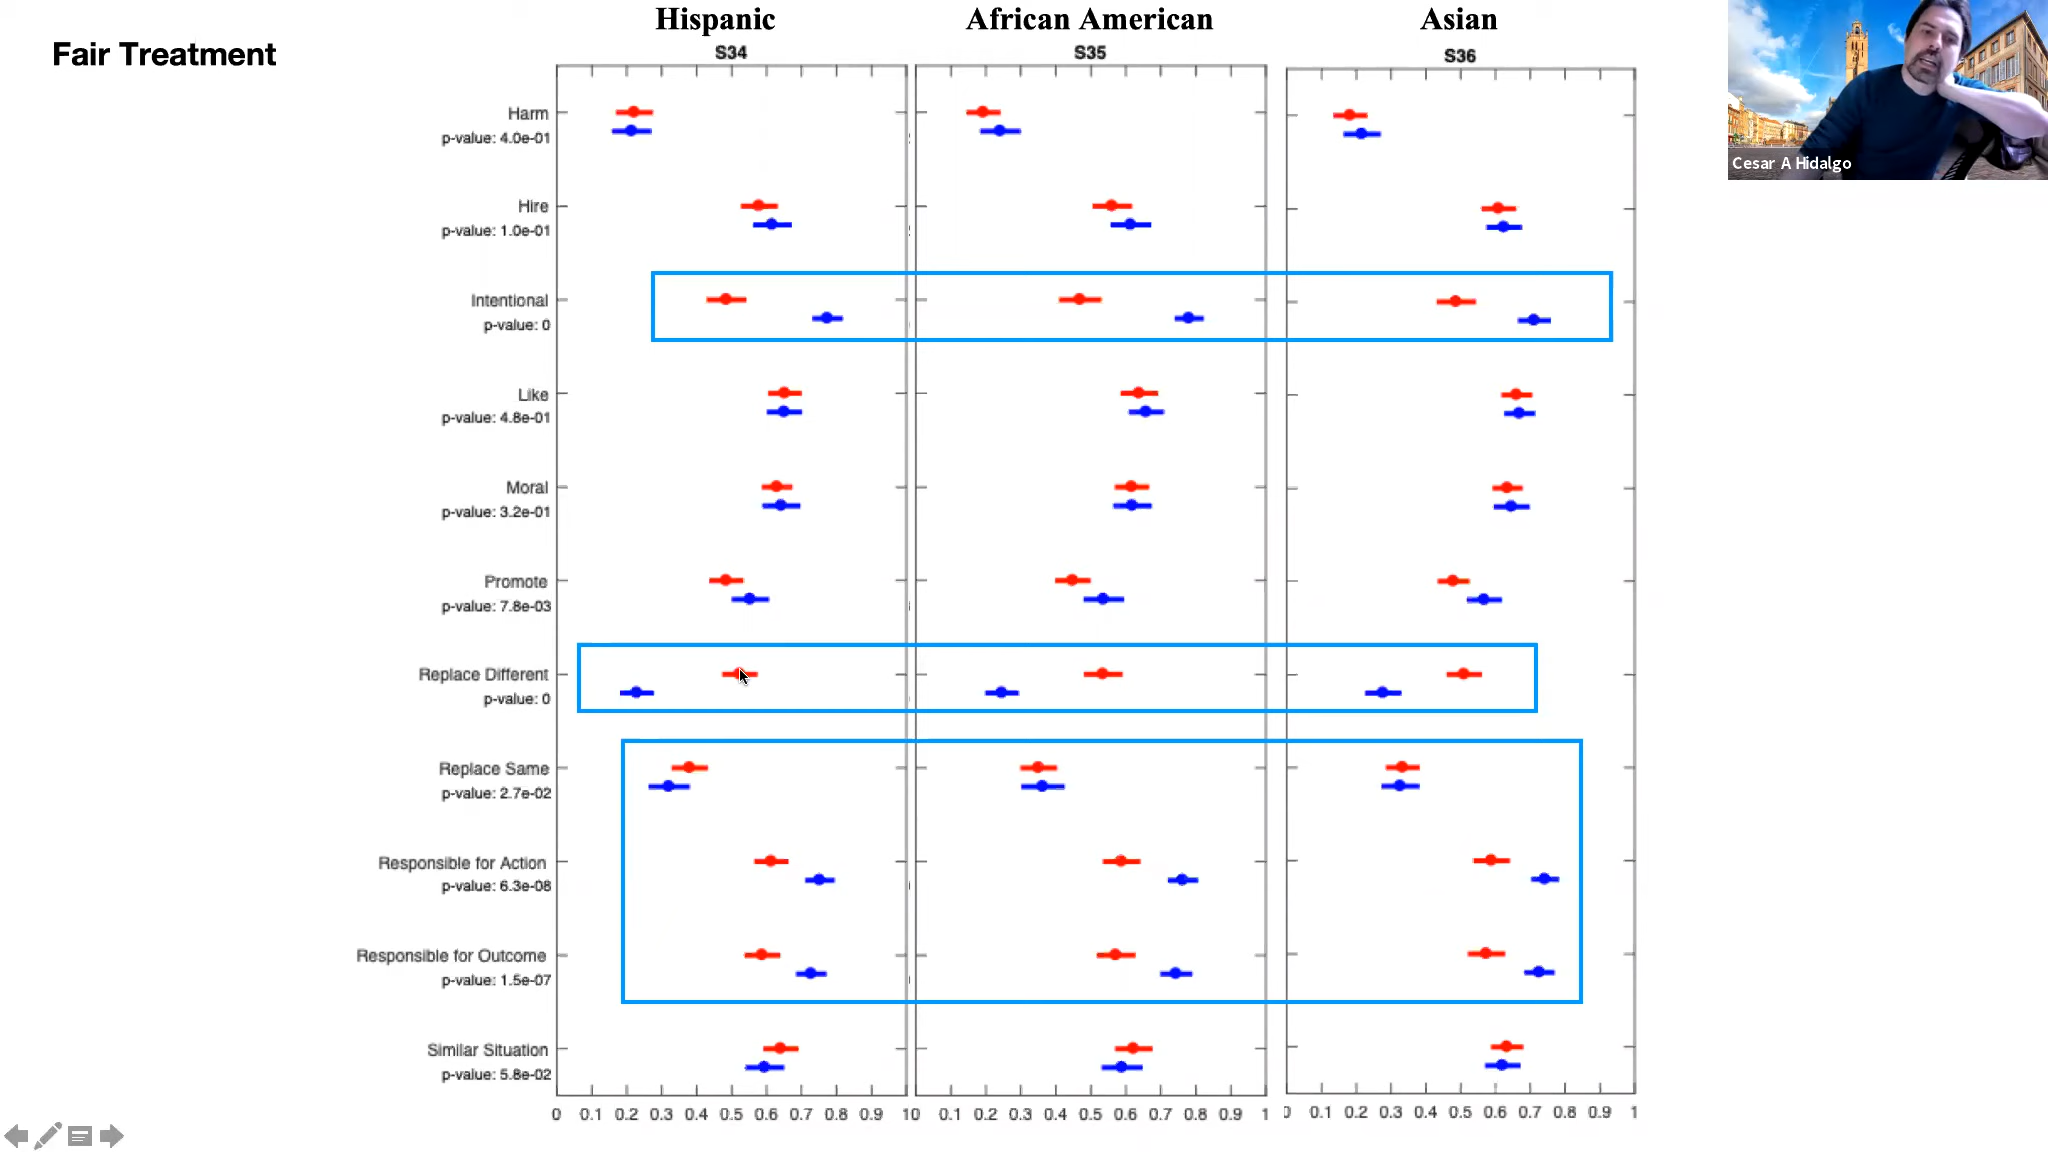 Fair Treatment
Hispanic
African American
Asian
S34
S35
S36
Cesar A Hidalgo
Harm
p-value: 4.0e-01
Hire
p-value: 1.0e-01
Intentional
p-value: 0
Like
p-value: 4.8e-01
Moral
p-value: 3.2e-01
Promote
p-value: 7.8e-03
Replace Different
p-value: 0
Replace Same
p-value: 2.7e-02
Responsible for Action
p-value: 6.3e-08
Responsible for Outcome
p-value: 1.5e-07
Similar Situation
p-value: 5.8e-02
0 0.1 0.2 0.3 0.4 0.5 0.6 0.7 0.8 0.9 1
0 0.1 0.2 0.3 0.4 0.5 0.6 0.7 0.8 0.9 1
0 0.1 0.2 0.3 0.4 0.5 0.6 0.7 0.8 0.9 1